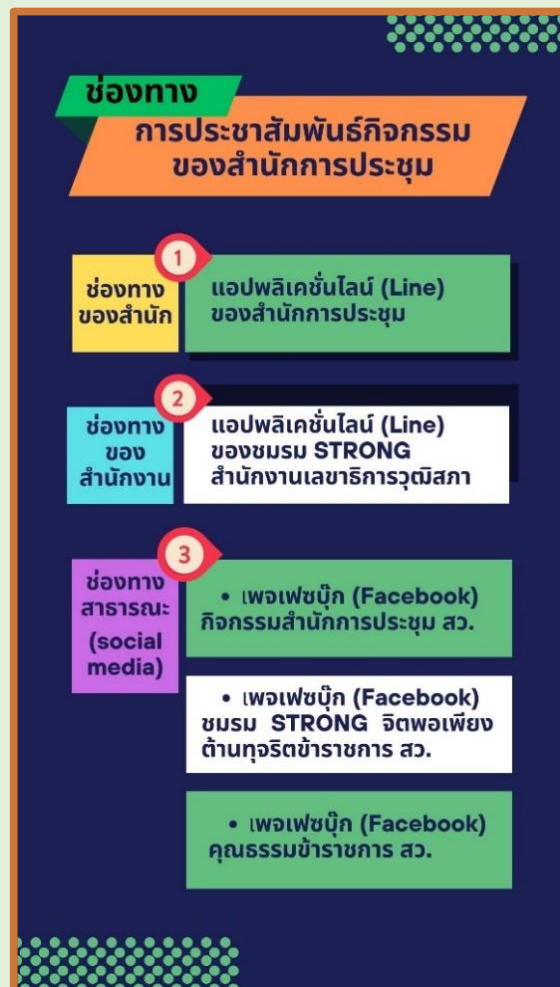 ช่องทาง
การประชาสัมพันธ์กิจกรรม
ของสำนักการประชุม
1
ช่องทาง
ของสำนัก
แอปพลิเคชั่นไลน์ (Line)
ของสำนักการประชุม
2
ช่องทาง
ของ
สำนักงาน
แอปพลิเคชั่นไลน์ (Line)
ของชมรม STRONG
สำนักงานเลขาธิการวุฒิสภา
3
ช่องทาง
สาธารณะ
(social
media)
• เพจเฟซบุ๊ก (Facebook)
กิจกรรมสำนักการประชุม สว.
• เพจเฟซบุ๊ก (Facebook)
ชมรม STRONG จิตพอเพียง
ต้านทุจริตข้าราชการ สว.
• เพจเฟซบุ๊ก (Facebook)
คุณธรรมข้าราชการ สว.